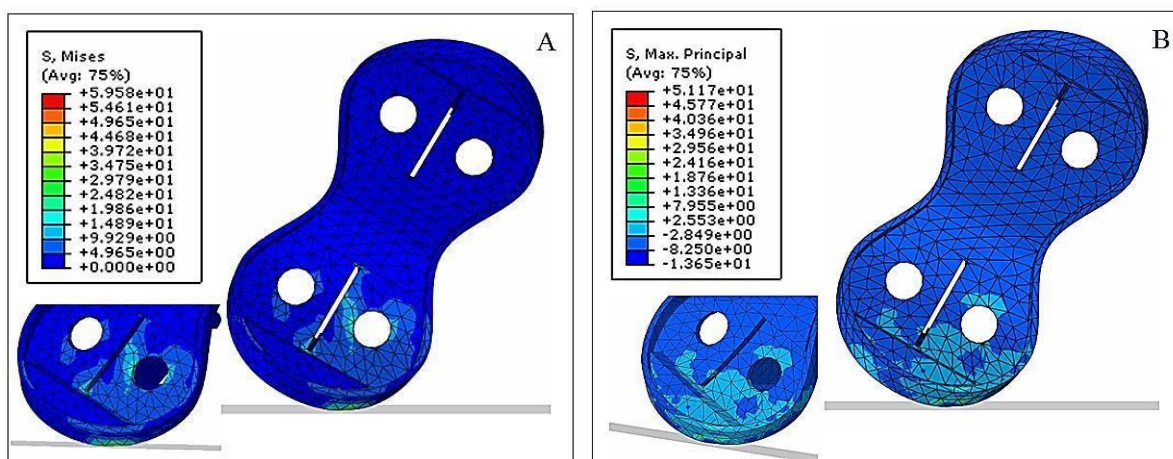 A
S, Mises
(Avg: 75%)
+5.958e+01
+5.461e+01
+4.965e+01
+4.468e+01
+3.972e+01
+3.475e+01
+2.979e+01
+2.482e+01
+1.986e+01
+1.489e+01
+9.929e+00
+4.965e+00
+0.000e+00
B
S, Max. Principal
(Avg: 75%)
+5.117e+01
+4.577e+01
+4.036e+01
+3.496e+01
+2.956e+01
+2.416e+01
+1.876e+01
+1.336e+01
+7.955e+00
+2.553e+00
-2.849e+00
-8.250e+00
-1.365e+01